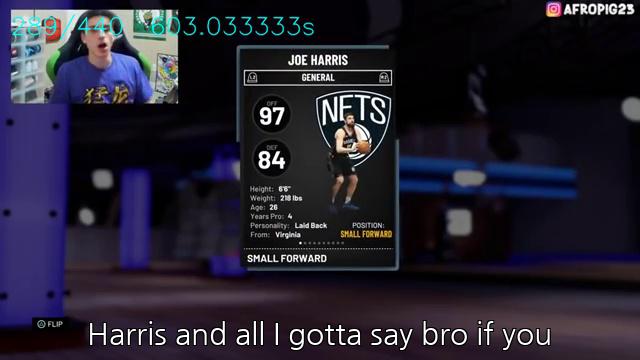 289/440 603.033333s
AFROPIG23
JOE HARRIS
GENERAL
97
OFF
84
DEF
NETS
Height: 6'6"
Weight: 218 lbs
Age: 26
Years Pro: 4
Personality: Laid Back
From: Virginia
POSITION:
SMALL FORWARD
SMALL FORWARD
FLIP
Harris and all I gotta say bro if you